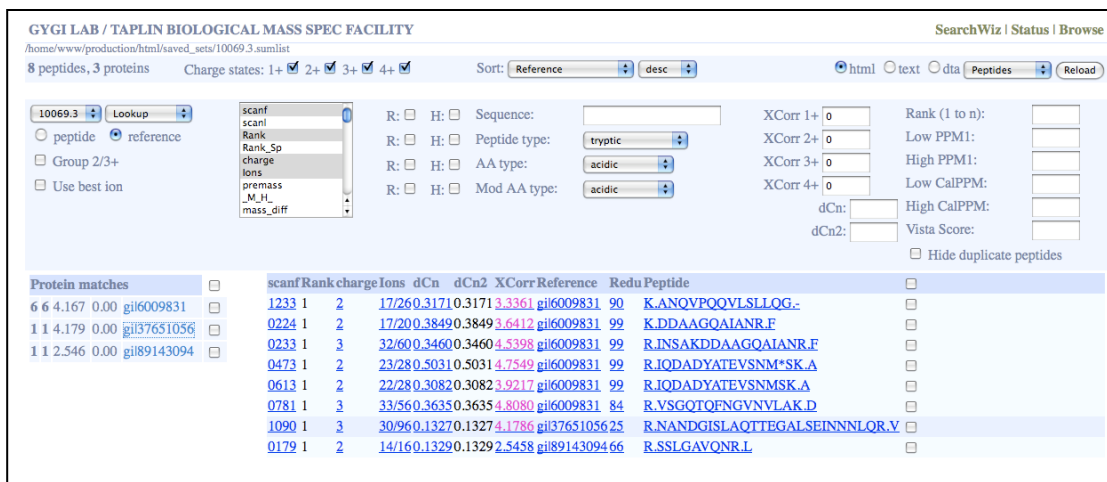 GYGI LAB / TAPLIN BIOLOGICAL MASS SPEC FACILITY SearchWiz | Status | Browse
/home/www/production/html/saved_sets/10069.3.sumlist
8 peptides, 3 proteins Charge states: 1+ 2+ 3+ 4+ Sort: Reference desc html text dta Peptides Reload
10069.3 Lookup scanf R: H: Sequence: XCorr 1+ 0 Rank (1 to n):
peptide reference scanl Rank R: H: Peptide type: tryptic XCorr 2+ 0 Low PPM1:
Group 2/3+ Rank_Sp charge R: H: AA type: acidic XCorr 3+ 0 High PPM1:
Use best ion Ions premass R: H: Mod AA type: acidic XCorr 4+ 0 Low CalPPM:
_M_H_ mass_diff dCn: High CalPPM:
dCn2: Vista Score:
Hide duplicate peptides
Protein matches
6 6 4.167 0.00 gi|6009831
1 1 4.179 0.00 gi|37651056
1 1 2.546 0.00 gi|89143094
scanf Rank charge Ions dCn dCn2 XCorr Reference Redu Peptide
1233 1 2 17/26 0.3171 0.3171 3.3361 gi|6009831 90 K.ANQVPQQVLSLLQG.-
0224 1 2 17/20 0.3849 0.3849 3.6412 gi|6009831 99 K.DDAAGQAIANR.F
0233 1 3 32/60 0.3460 0.3460 4.5398 gi|6009831 99 R.INSAKDDAAGQAIANR.F
0473 1 2 23/28 0.5031 0.5031 4.7549 gi|6009831 99 R.IQDADYATEVSNM*SK.A
0613 1 2 22/28 0.3082 0.3082 3.9217 gi|6009831 99 R.IQDADYATEVSNMSK.A
0781 1 3 33/56 0.3635 0.3635 4.8080 gi|6009831 84 R.VSGQTQFNGVNVLAK.D
1090 1 3 30/96 0.1327 0.1327 4.1786 gi|37651056 25 R.NANDGISLAQTTEGALSEINNNLQR.V
0179 1 2 14/16 0.1329 0.1329 2.5458 gi|89143094 66 R.SSLGAVQNR.L